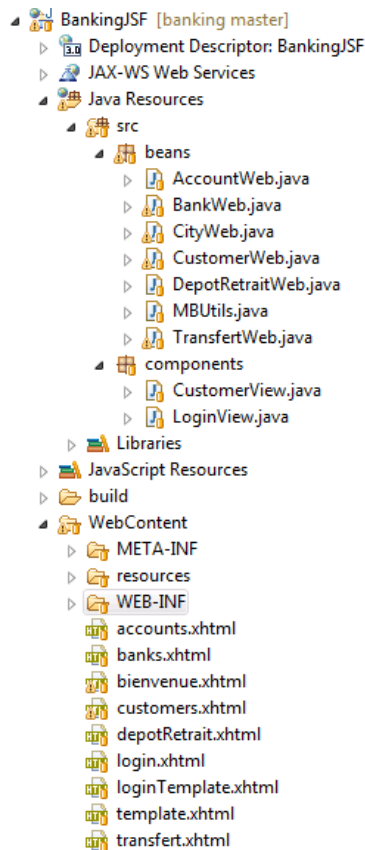 BankingJSF [banking master]
Deployment Descriptor: BankingJSF
JAX-WS Web Services
Java Resources
src
beans
AccountWeb.java
BankWeb.java
CityWeb.java
CustomerWeb.java
DepotRetraitWeb.java
MBUtils.java
TransfertWeb.java
components
CustomerView.java
LoginView.java
Libraries
JavaScript Resources
build
WebContent
META-INF
resources
WEB-INF
accounts.xhtml
banks.xhtml
bienvenue.xhtml
customers.xhtml
depotRetrait.xhtml
login.xhtml
loginTemplate.xhtml
template.xhtml
transfert.xhtml